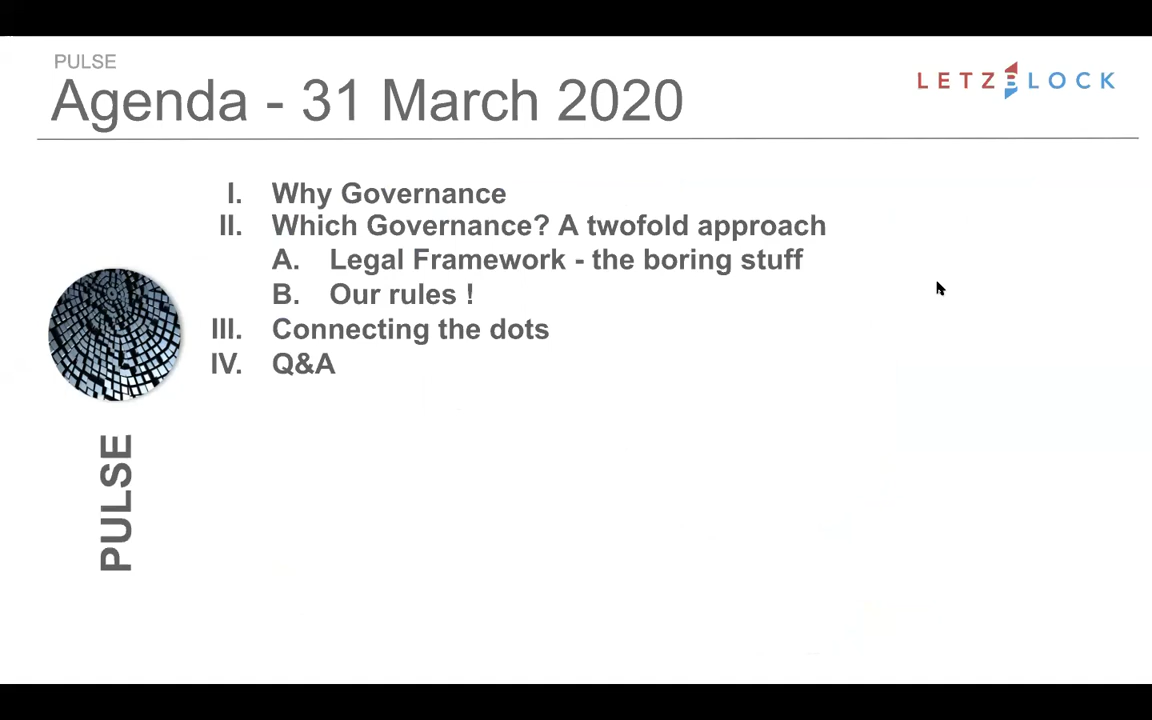 PULSE
Agenda - 31 March 2020
LETZBLOCK
I. Why Governance
II. Which Governance? A twofold approach
A. Legal Framework - the boring stuff
B. Our rules !
III. Connecting the dots
IV. Q&A
PULSE